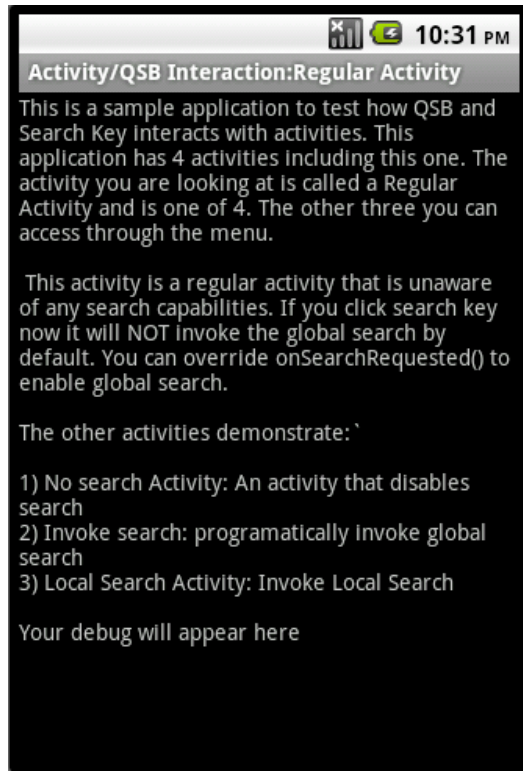 10:31 PM
Activity/QSB Interaction:Regular Activity
This is a sample application to test how QSB and
Search Key interacts with activities. This
application has 4 activities including this one. The
activity you are looking at is called a Regular
Activity and is one of 4. The other three you can
access through the menu.
This activity is a regular activity that is unaware
of any search capabilities. If you click search key
now it will NOT invoke the global search by
default. You can override onSearchRequested() to
enable global search.
The other activities demonstrate:`
1) No search Activity: An activity that disables
search
2) Invoke search: programatically invoke global
search
3) Local Search Activity: Invoke Local Search
Your debug will appear here